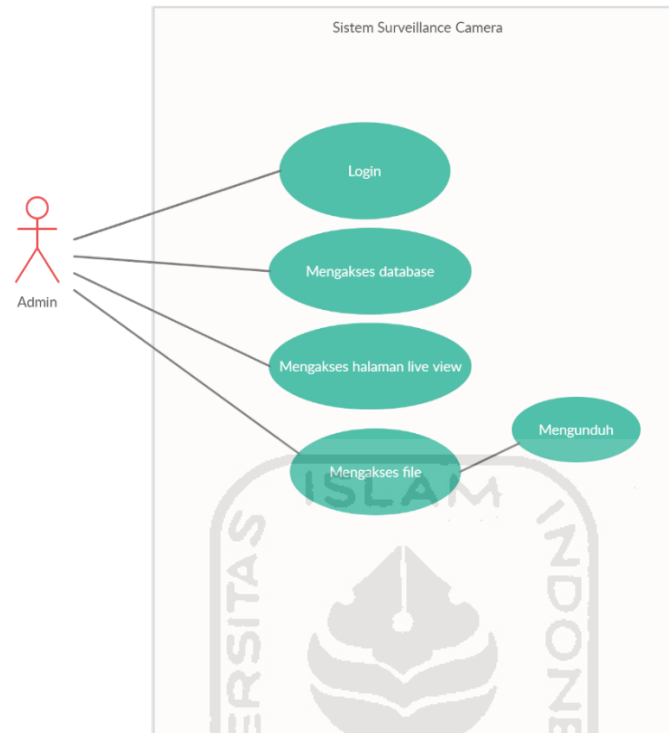 Sistem Surveillance Camera
Login
Admin
Mengakses database
Mengakses halaman live view
Mengunduh
Mengakses file
ISLAM